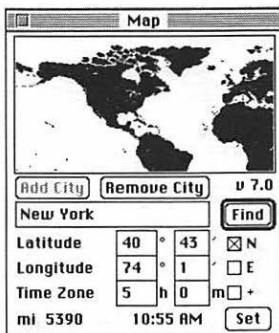 Map
Add City Remove City v 7.0
New York Find
Latitude 40 ° 43 ′ N
Longitude 74 ° 1 ′ E
Time Zone 5 h 0 m +
mi 5390 10:55 AM Set